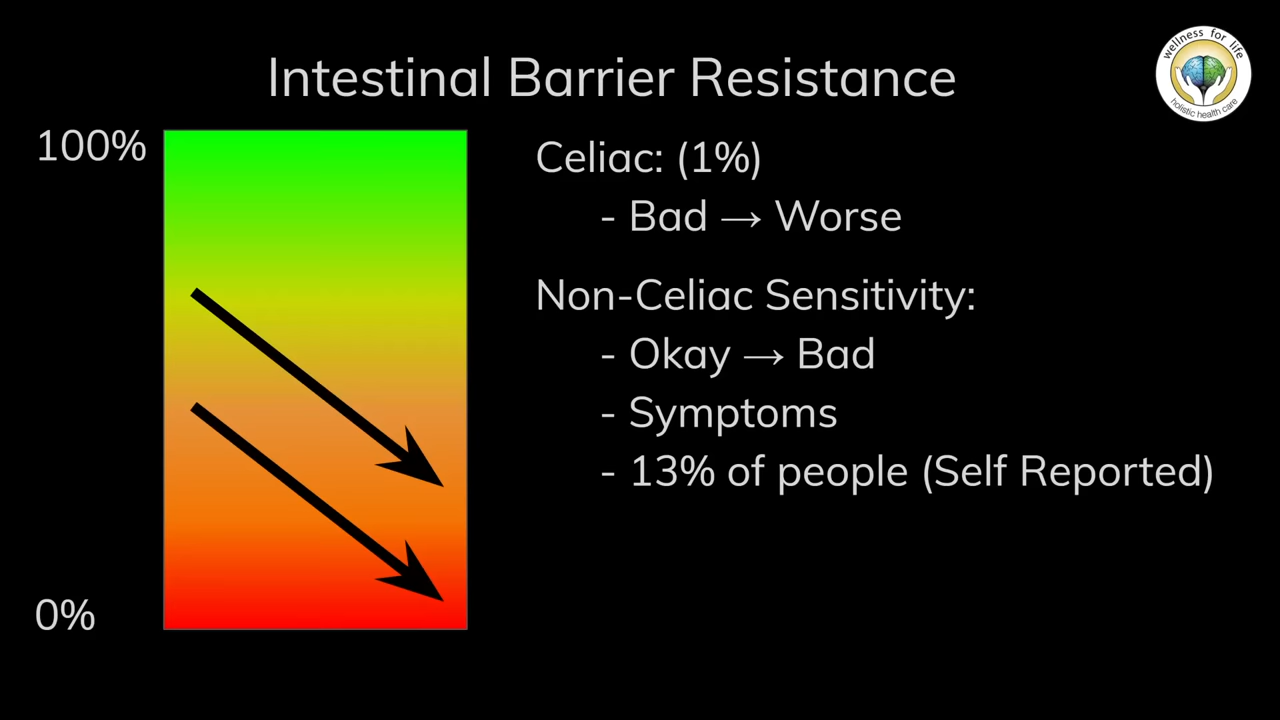 Intestinal Barrier Resistance
wellness for life
holistic health care
100%
0%
Celiac: (1%)
- Bad → Worse
Non-Celiac Sensitivity:
- Okay → Bad
- Symptoms
- 13% of people (Self Reported)